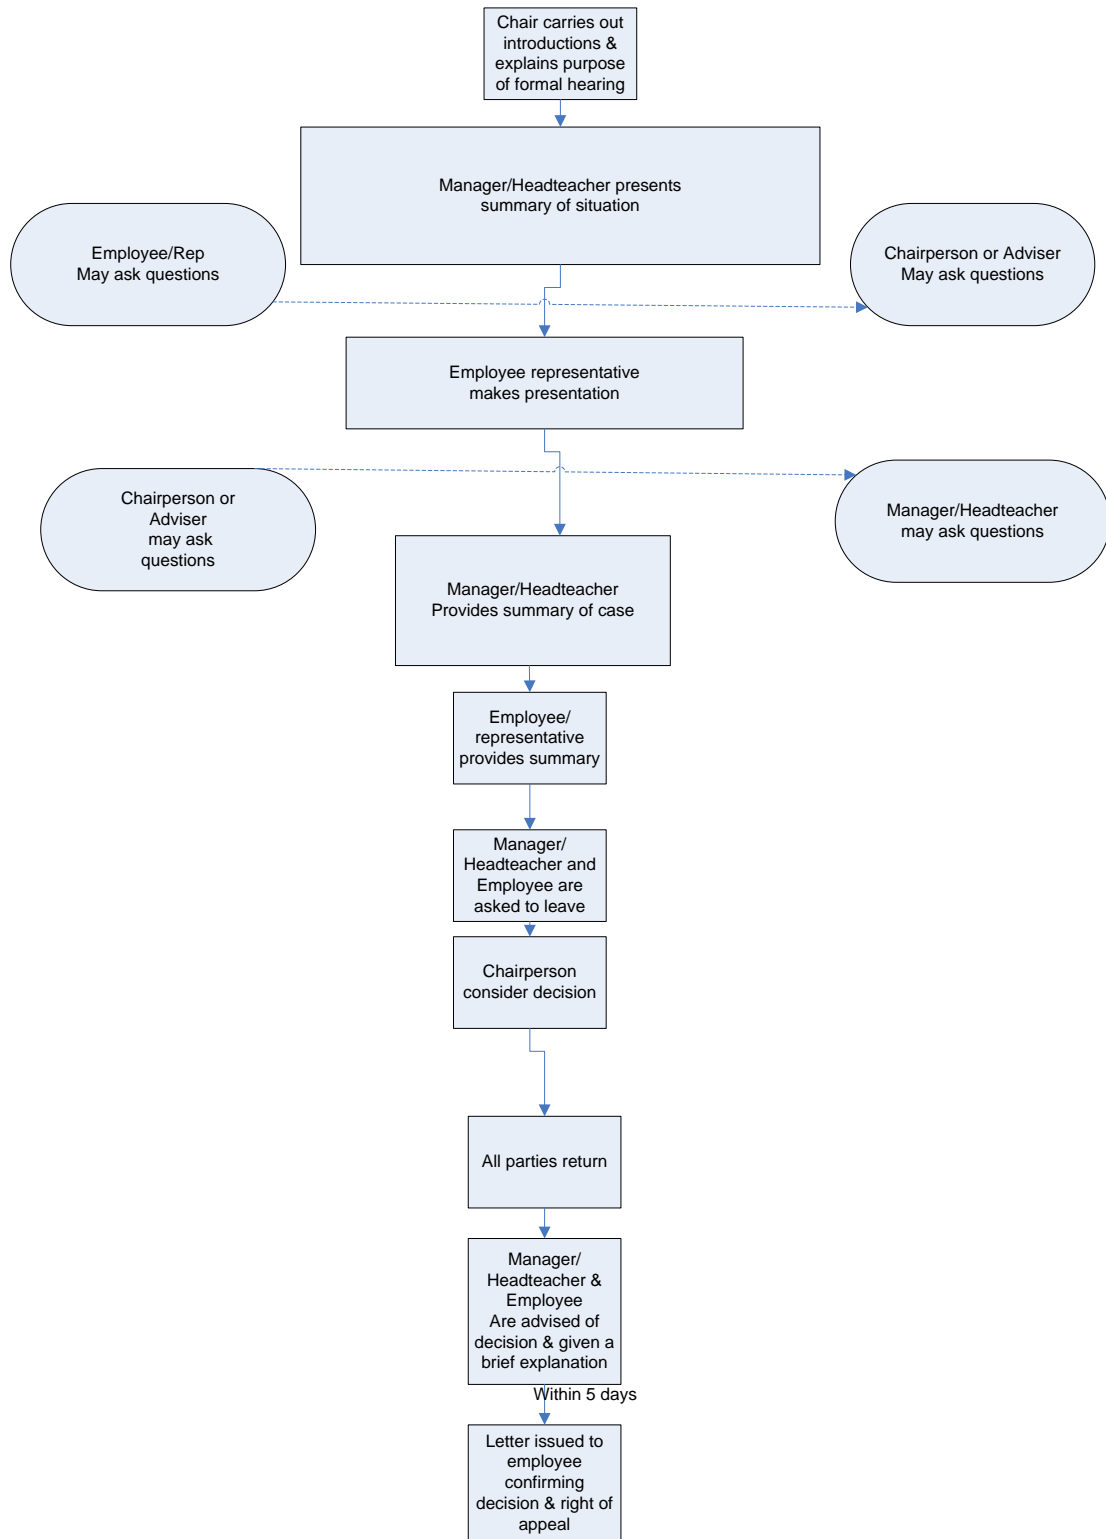 Chair carries out
introductions &
explains purpose
of formal hearing
Manager/Headteacher presents
summary of situation
Employee/Rep
May ask questions
Chairperson or Adviser
May ask questions
Employee representative
makes presentation
Chairperson or
Adviser
may ask
questions
Manager/Headteacher
may ask questions
Manager/Headteacher
Provides summary of case
Employee/
representative
provides summary
Manager/
Headteacher and
Employee are
asked to leave
Chairperson
consider decision
All parties return
Manager/
Headteacher &
Employee
Are advised of
decision & given a
brief explanation
Within 5 days
Letter issued to
employee
confirming
decision & right of
appeal